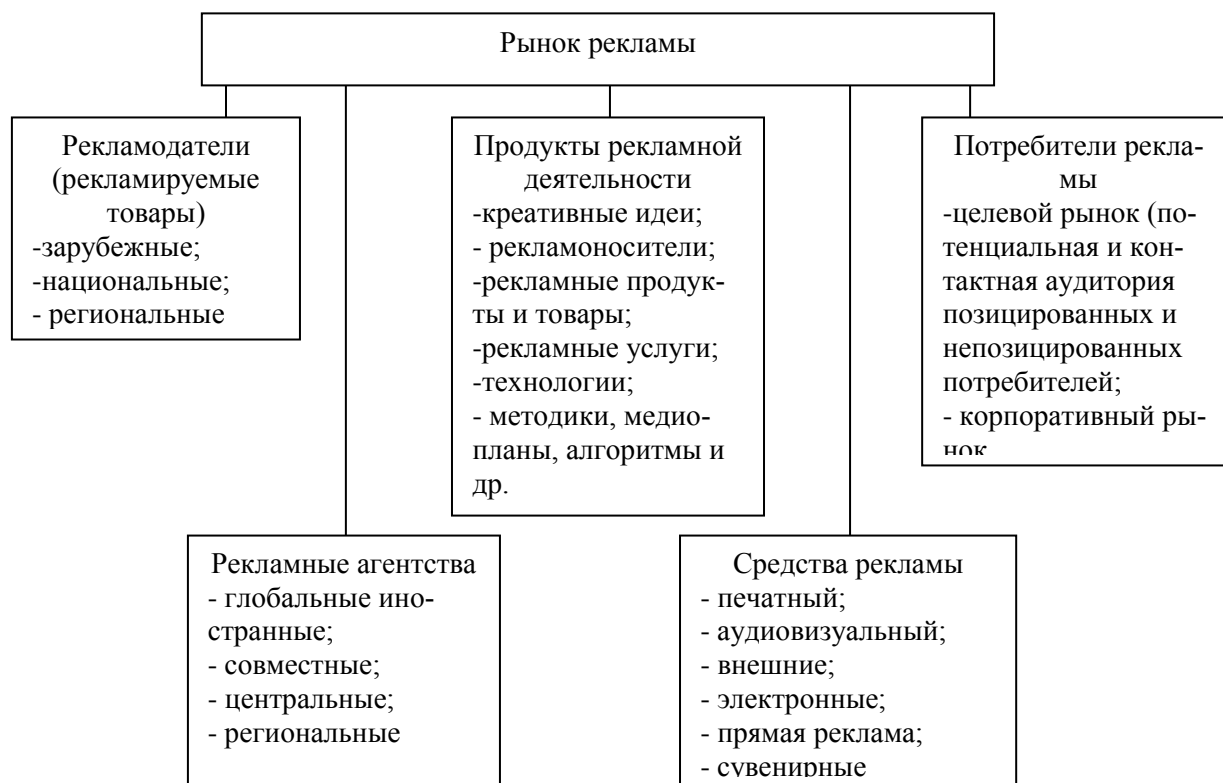 Рынок рекламы
Рекламодатели
(рекламируемые
товары)
-зарубежные;
-национальные;
- региональные
Продукты рекламной
деятельности
-креативные идеи;
- рекламоносители;
-рекламные продук-
ты и товары;
-рекламные услуги;
-технологии;
- методики, медио-
планы, алгоритмы и
др.
Потребители рекла-
мы
-целевой рынок (по-
тенциальная и кон-
тактная аудитория
позицированных и
непозицированных
потребителей;
- корпоративный ры-
нок
Рекламные агентства
- глобальные ино-
странные;
- совместные;
- центральные;
- региональные
Средства рекламы
- печатный;
- аудиовизуальный;
- внешние;
- электронные;
- прямая реклама;
- сувенирные